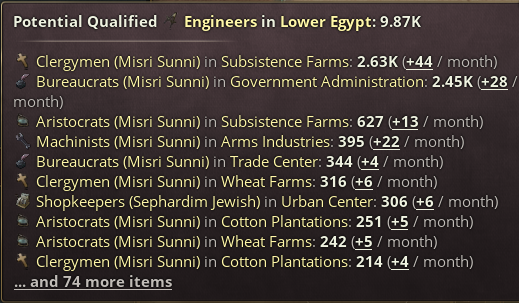 Potential Qualified Engineers in Lower Egypt: 9.87K
Clergymen (Misri Sunni) in Subsistence Farms: 2.63K (+44 / month)
Bureaucrats (Misri Sunni) in Government Administration: 2.45K (+28 /
month)
Aristocrats (Misri Sunni) in Subsistence Farms: 627 (+13 / month)
Machinists (Misri Sunni) in Arms Industries: 395 (+22 / month)
Bureaucrats (Misri Sunni) in Trade Center: 344 (+4 / month)
Clergymen (Misri Sunni) in Wheat Farms: 316 (+6 / month)
Shopkeepers (Sephardim Jewish) in Urban Center: 306 (+6 / month)
Aristocrats (Misri Sunni) in Cotton Plantations: 251 (+5 / month)
Aristocrats (Misri Sunni) in Wheat Farms: 242 (+5 / month)
Clergymen (Misri Sunni) in Cotton Plantations: 214 (+4 / month)
... and 74 more items